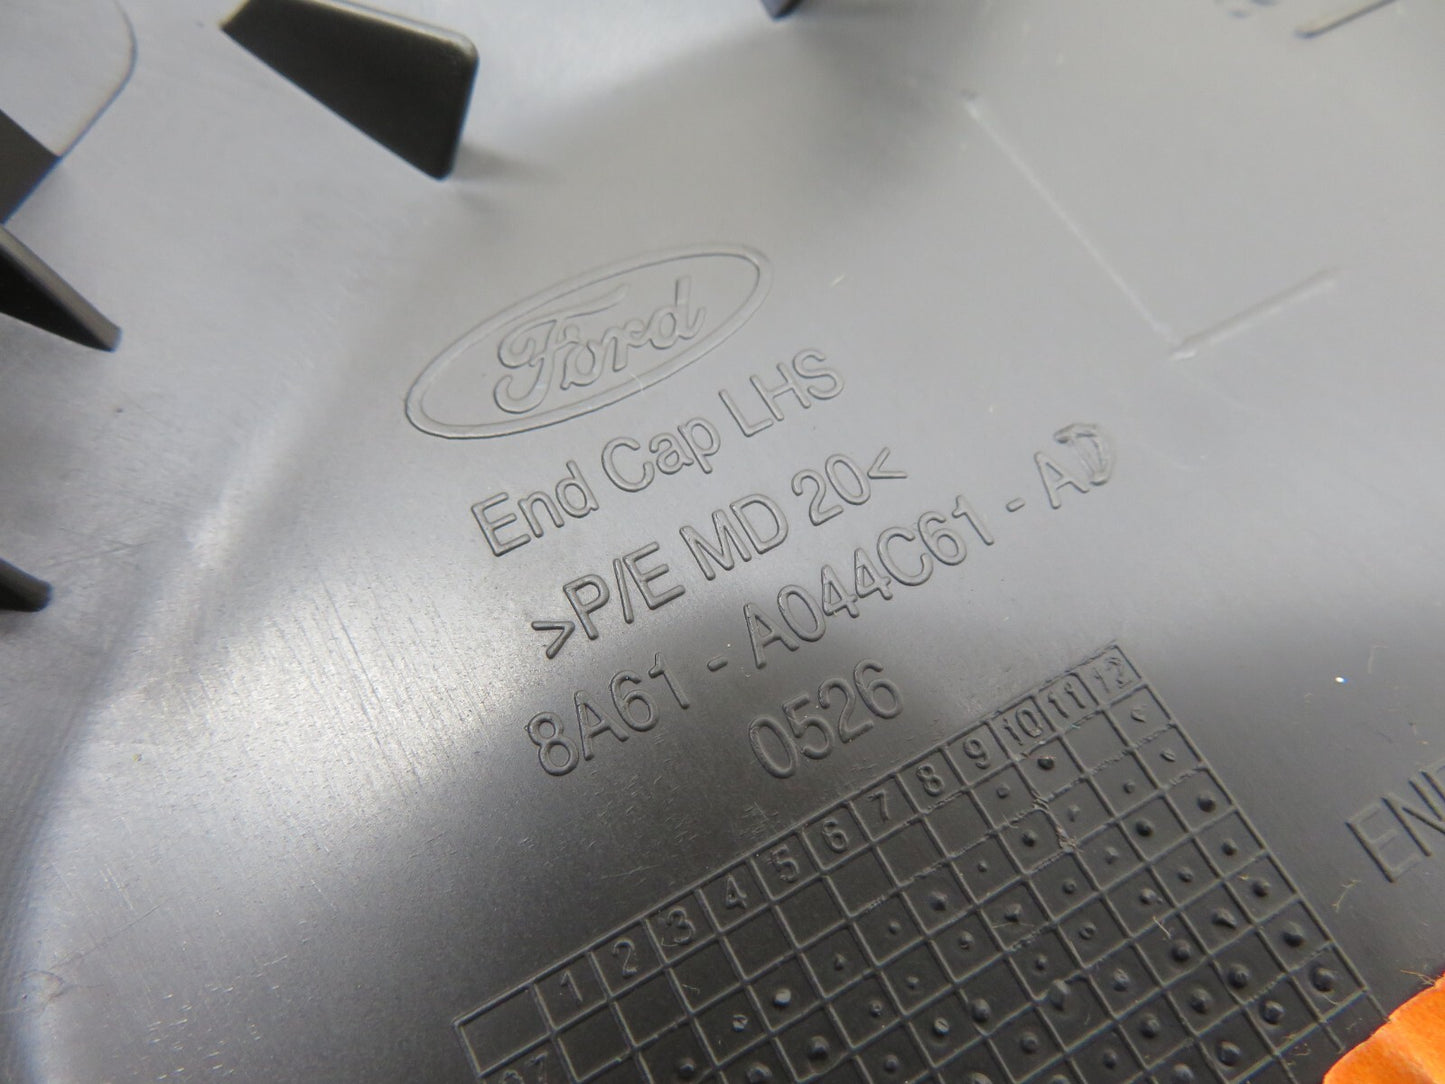 Ford
End Cap LHS
>P/E MD 20<
8A61 - A044C61 - AD
0526
1 2 3 4 5 6 7 8 9 10 11 12
07